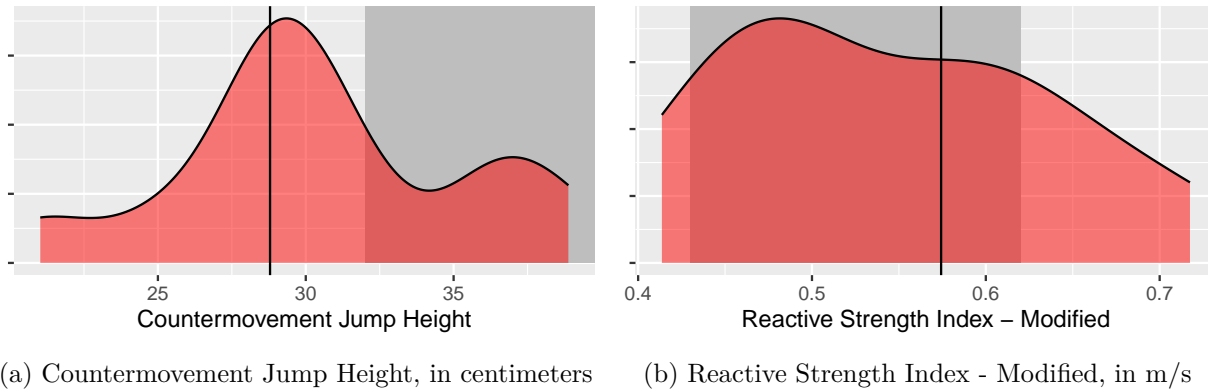 25 30 35
Countermovement Jump Height
0.4 0.5 0.6 0.7
Reactive Strength Index – Modified
(a) Countermovement Jump Height, in centimeters
(b) Reactive Strength Index - Modified, in m/s